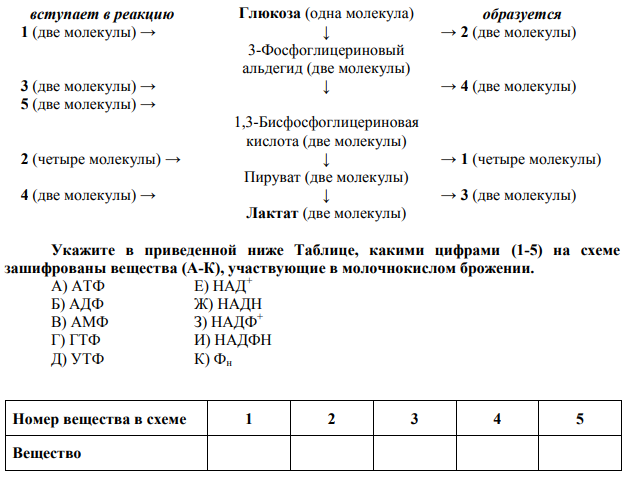 вступает в реакцию Глюкоза (одна молекула) образуется
1 (две молекулы) → ↓ → 2 (две молекулы)
3-Фосфоглицериновый
альдегид (две молекулы)
3 (две молекулы) → ↓ → 4 (две молекулы)
5 (две молекулы) →
1,3-Бисфосфоглицериновая
кислота (две молекулы)
2 (четыре молекулы) → ↓ → 1 (четыре молекулы)
Пируват (две молекулы)
4 (две молекулы) → ↓ → 3 (две молекулы)
Лактат (две молекулы)
Укажите в приведенной ниже Таблице, какими цифрами (1-5) на схеме
зашифрованы вещества (А-К), участвующие в молочнокислом брожении.
А) АТФ Е) НАД⁺
Б) АДФ Ж) НАДН
В) АМФ З) НАДФ⁺
Г) ГТФ И) НАДФН
Д) УТФ К) Фн
Номер вещества в схеме 1 2 3 4 5
Вещество